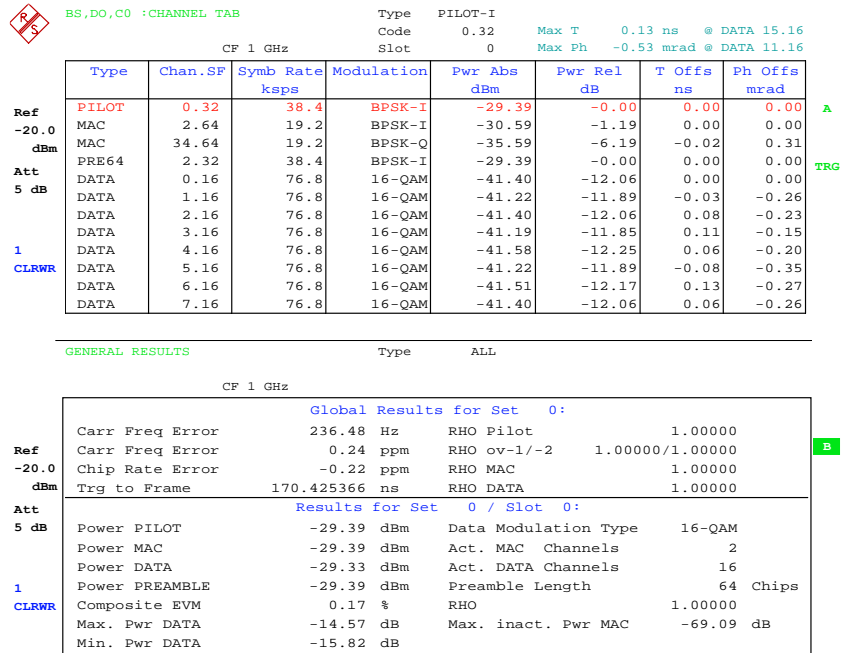 R S
BS,DO,C0 :CHANNEL TAB Type PILOT-I
Code 0.32 Max T 0.13 ns @ DATA 15.16
CF 1 GHz Slot 0 Max Ph -0.53 mrad @ DATA 11.16
Type Chan.SF Symb Rate Modulation Pwr Abs Pwr Rel T Offs Ph Offs
ksps dBm dB ns mrad
PILOT 0.32 38.4 BPSK-I -29.39 -0.00 0.00 0.00
MAC 2.64 19.2 BPSK-I -30.59 -1.19 0.00 0.00
MAC 34.64 19.2 BPSK-Q -35.59 -6.19 -0.02 0.31
PRE64 2.32 38.4 BPSK-I -29.39 -0.00 0.00 0.00
DATA 0.16 76.8 16-QAM -41.40 -12.06 0.00 0.00
DATA 1.16 76.8 16-QAM -41.22 -11.89 -0.03 -0.26
DATA 2.16 76.8 16-QAM -41.40 -12.06 0.08 -0.23
DATA 3.16 76.8 16-QAM -41.19 -11.85 0.11 -0.15
DATA 4.16 76.8 16-QAM -41.58 -12.25 0.06 -0.20
DATA 5.16 76.8 16-QAM -41.22 -11.89 -0.08 -0.35
DATA 6.16 76.8 16-QAM -41.51 -12.17 0.13 -0.27
DATA 7.16 76.8 16-QAM -41.40 -12.06 0.06 -0.26
Ref
-20.0
dBm
Att
5 dB
1
CLRWR
A
TRG
GENERAL RESULTS Type ALL
CF 1 GHz
Global Results for Set 0:
Carr Freq Error 236.48 Hz RHO Pilot 1.00000
Carr Freq Error 0.24 ppm RHO ov-1/-2 1.00000/1.00000
Chip Rate Error -0.22 ppm RHO MAC 1.00000
Trg to Frame 170.425366 ns RHO DATA 1.00000
Results for Set 0 / Slot 0:
Power PILOT -29.39 dBm Data Modulation Type 16-QAM
Power MAC -29.39 dBm Act. MAC Channels 2
Power DATA -29.33 dBm Act. DATA Channels 16
Power PREAMBLE -29.39 dBm Preamble Length 64 Chips
Composite EVM 0.17 % RHO 1.00000
Max. Pwr DATA -14.57 dB Max. inact. Pwr MAC -69.09 dB
Min. Pwr DATA -15.82 dB
Ref
-20.0
dBm
Att
5 dB
1
CLRWR
B